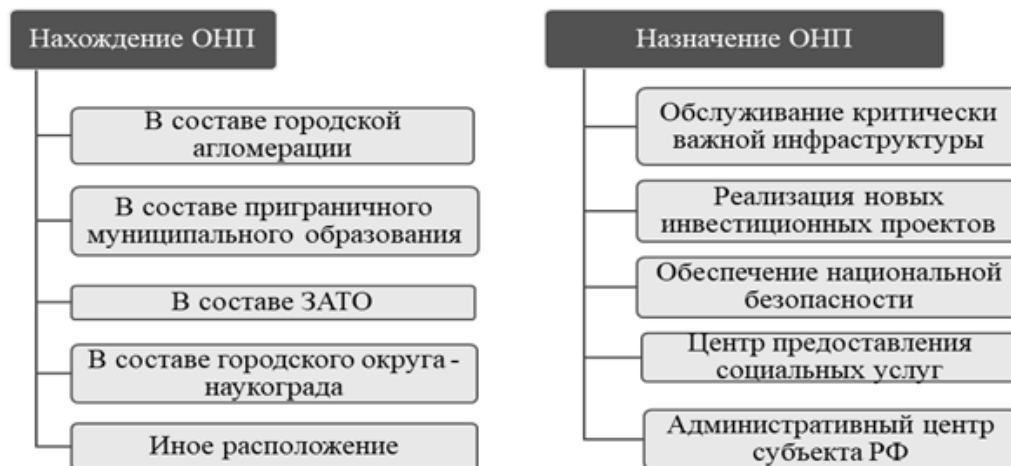 Нахождение ОНП
В составе городской
агломерации
В составе приграничного
муниципального образования
В составе ЗАТО
В составе городского округа -
наукограда
Иное расположение
Назначение ОНП
Обслуживание критически
важной инфраструктуры
Реализация новых
инвестиционных проектов
Обеспечение национальной
безопасности
Центр предоставления
социальных услуг
Административный центр
субъекта РФ